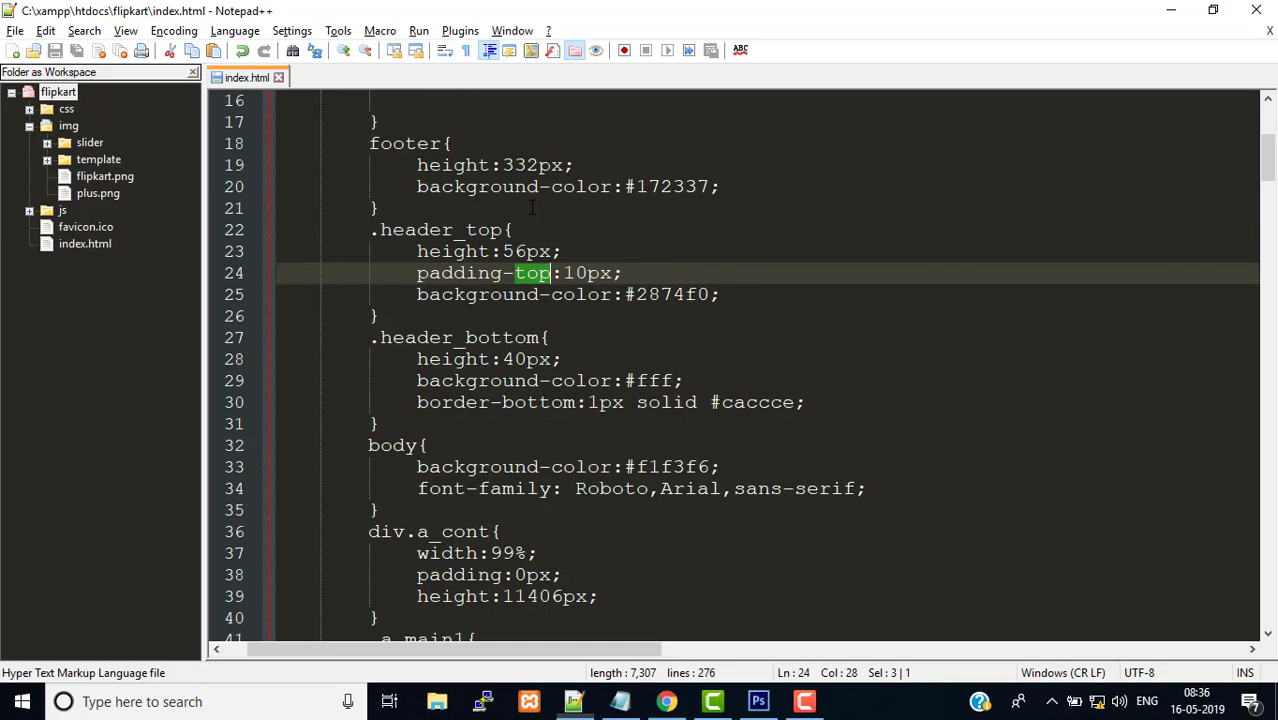 C:\xampp\htdocs\flipkart\index.html - Notepad++
File Edit Search View Encoding Language Settings Tools Macro Run Plugins Window ? X
ABC
Folder as Workspace
index.html
flipkart
css
img
slider
template
flipkart.png
plus.png
js
favicon.ico
index.html
16
17 }
18 footer{
19 height:332px;
20 background-color:#172337;
21 }
22 .header_top{
23 height:56px;
24 padding-top:10px;
25 background-color:#2874f0;
26 }
27 .header_bottom{
28 height:40px;
29 background-color:#fff;
30 border-bottom:1px solid #caccce;
31 }
32 body{
33 background-color:#f1f3f6;
34 font-family: Roboto,Arial,sans-serif;
35 }
36 div.a_cont{
37 width:99%;
38 padding:0px;
39 height:11406px;
40 }
41 a_main1{
Hyper Text Markup Language file length : 7,307 lines : 276 Ln : 24 Col : 28 Sel : 3 | 1 Windows (CR LF) UTF-8 INS
Type here to search Ps ENG 08:36
16-05-2019